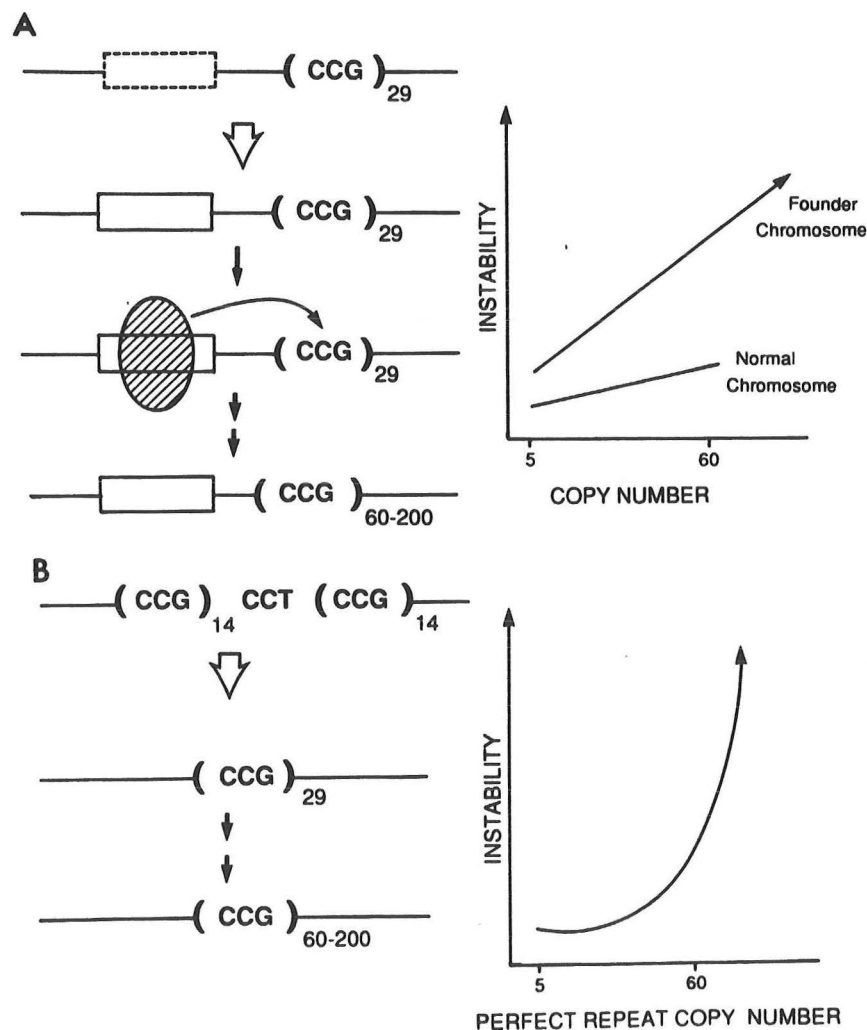 A
( CCG ) 29
( CCG ) 29
( CCG ) 29
( CCG ) 60-200
INSTABILITY
Founder
Chromosome
Normal
Chromosome
5 60
COPY NUMBER
B
( CCG ) 14 CCT ( CCG ) 14
( CCG ) 29
( CCG ) 60-200
INSTABILITY
5 60
PERFECT REPEAT COPY NUMBER